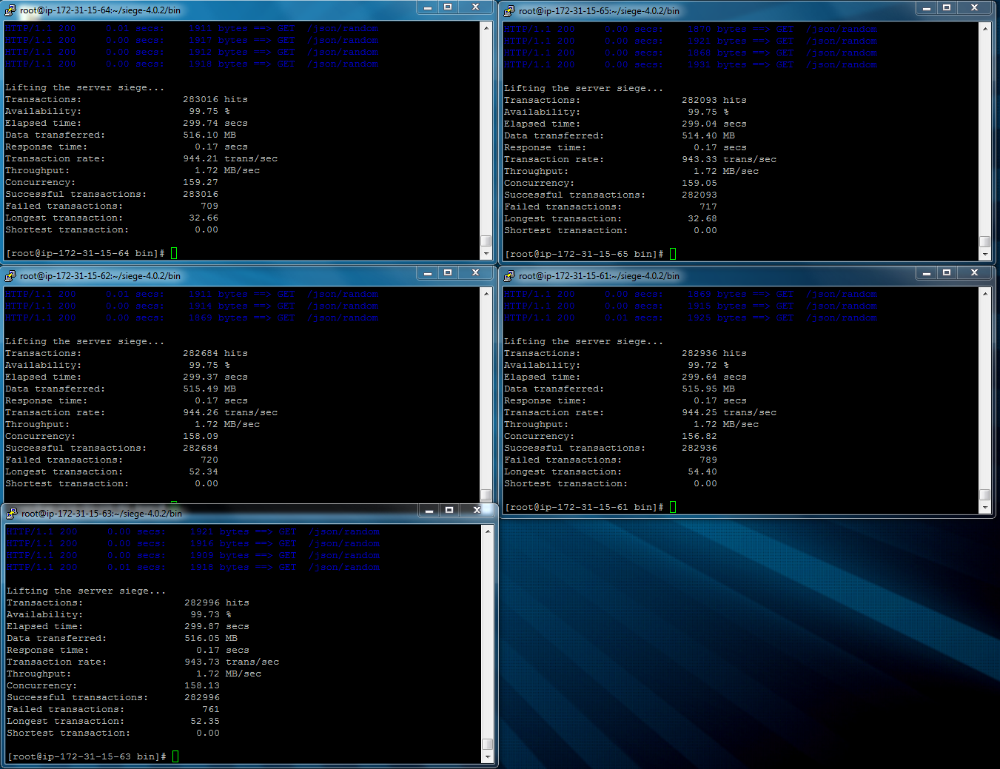 root@ip-172-31-15-64:~/siege-4.0.2/bin
HTTP/1.1 200     0.01 secs:    1911 bytes ==> GET  /json/random
HTTP/1.1 200     0.00 secs:    1917 bytes ==> GET  /json/random
HTTP/1.1 200     0.00 secs:    1912 bytes ==> GET  /json/random
HTTP/1.1 200     0.00 secs:    1910 bytes ==> GET  /json/random
Lifting the server siege...
Transactions:                 283016 hits
Availability:                  99.75 %
Elapsed time:                 299.74 secs
Data transferred:             516.10 MB
Response time:                  0.17 secs
Transaction rate:             944.21 trans/sec
Throughput:                     1.72 MB/sec
Concurrency:                  159.27
Successful transactions:      283016
Failed transactions:             709
Longest transaction:           32.66
Shortest transaction:           0.00
[root@ip-172-31-15-64 bin]#
root@ip-172-31-15-65:~/siege-4.0.2/bin
HTTP/1.1 200     0.00 secs:    1870 bytes ==> GET  /json/random
HTTP/1.1 200     0.00 secs:    1921 bytes ==> GET  /json/random
HTTP/1.1 200     0.00 secs:    1868 bytes ==> GET  /json/random
HTTP/1.1 200     0.00 secs:    1931 bytes ==> GET  /json/random
Lifting the server siege...
Transactions:                 282093 hits
Availability:                  99.75 %
Elapsed time:                 299.04 secs
Data transferred:             514.40 MB
Response time:                  0.17 secs
Transaction rate:             943.33 trans/sec
Throughput:                     1.72 MB/sec
Concurrency:                  159.05
Successful transactions:      282093
Failed transactions:             717
Longest transaction:           32.68
Shortest transaction:           0.00
[root@ip-172-31-15-65 bin]#
root@ip-172-31-15-62:~/siege-4.0.2/bin
HTTP/1.1 200     0.01 secs:    1911 bytes ==> GET  /json/random
HTTP/1.1 200     0.00 secs:    1914 bytes ==> GET  /json/random
HTTP/1.1 200     0.00 secs:    1869 bytes ==> GET  /json/random
Lifting the server siege...
Transactions:                 282684 hits
Availability:                  99.75 %
Elapsed time:                 299.37 secs
Data transferred:             515.49 MB
Response time:                  0.17 secs
Transaction rate:             944.26 trans/sec
Throughput:                     1.72 MB/sec
Concurrency:                  158.09
Successful transactions:      282684
Failed transactions:             720
Longest transaction:           52.34
Shortest transaction:           0.00
root@ip-172-31-15-61:~/siege-4.0.2/bin
HTTP/1.1 200     0.00 secs:    1869 bytes ==> GET  /json/random
HTTP/1.1 200     0.00 secs:    1915 bytes ==> GET  /json/random
HTTP/1.1 200     0.01 secs:    1925 bytes ==> GET  /json/random
Lifting the server siege...
Transactions:                 282936 hits
Availability:                  99.72 %
Elapsed time:                 299.64 secs
Data transferred:             515.95 MB
Response time:                  0.17 secs
Transaction rate:             944.25 trans/sec
Throughput:                     1.72 MB/sec
Concurrency:                  156.82
Successful transactions:      282936
Failed transactions:             789
Longest transaction:           54.40
Shortest transaction:           0.00
[root@ip-172-31-15-61 bin]#
root@ip-172-31-15-63:~/siege-4.0.2/bin
HTTP/1.1 200     0.00 secs:    1921 bytes ==> GET  /json/random
HTTP/1.1 200     0.00 secs:    1916 bytes ==> GET  /json/random
HTTP/1.1 200     0.01 secs:    1909 bytes ==> GET  /json/random
HTTP/1.1 200     0.01 secs:    1918 bytes ==> GET  /json/random
Lifting the server siege...
Transactions:                 282996 hits
Availability:                  99.73 %
Elapsed time:                 299.87 secs
Data transferred:             516.05 MB
Response time:                  0.17 secs
Transaction rate:             943.73 trans/sec
Throughput:                     1.72 MB/sec
Concurrency:                  158.13
Successful transactions:      282996
Failed transactions:             761
Longest transaction:           52.35
Shortest transaction:           0.00
[root@ip-172-31-15-63 bin]#